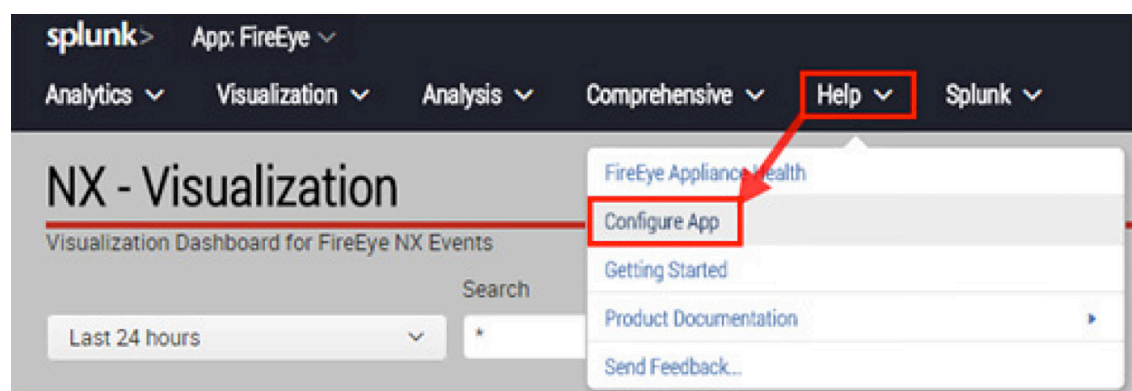 splunk> App: FireEye
Analytics Visualization Analysis Comprehensive Help Splunk
NX - Visualization
Visualization Dashboard for FireEye NX Events
Search
Last 24 hours *
FireEye Appliance Health
Configure App
Getting Started
Product Documentation
Send Feedback...